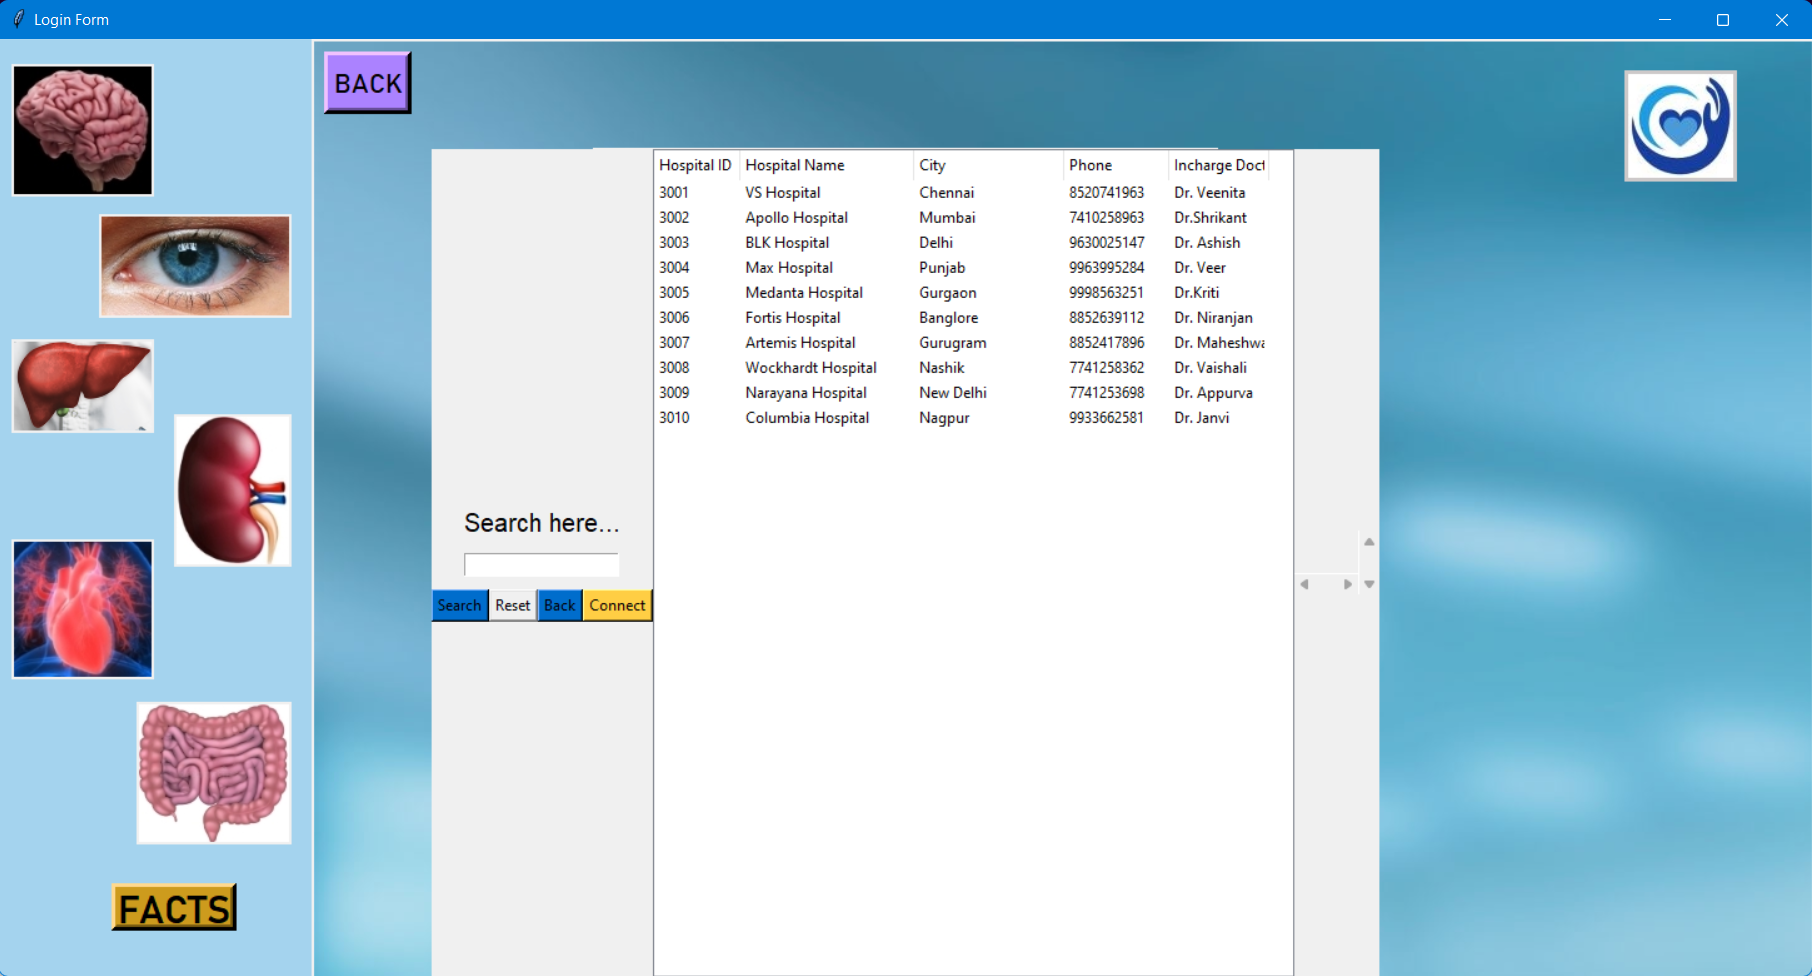 Login Form
BACK
Hospital ID Hospital Name City Phone Incharge Doct
3001 VS Hospital Chennai 8520741963 Dr. Veenita
3002 Apollo Hospital Mumbai 7410258963 Dr.Shrikant
3003 BLK Hospital Delhi 9630025147 Dr. Ashish
3004 Max Hospital Punjab 9963995284 Dr. Veer
3005 Medanta Hospital Gurgaon 9998563251 Dr.Kriti
3006 Fortis Hospital Banglore 8852639112 Dr. Niranjan
3007 Artemis Hospital Gurugram 8852417896 Dr. Maheshwa
3008 Wockhardt Hospital Nashik 7741258362 Dr. Vaishali
3009 Narayana Hospital New Delhi 7741253698 Dr. Appurva
3010 Columbia Hospital Nagpur 9933662581 Dr. Janvi
Search here...
Search Reset Back Connect
FACTS